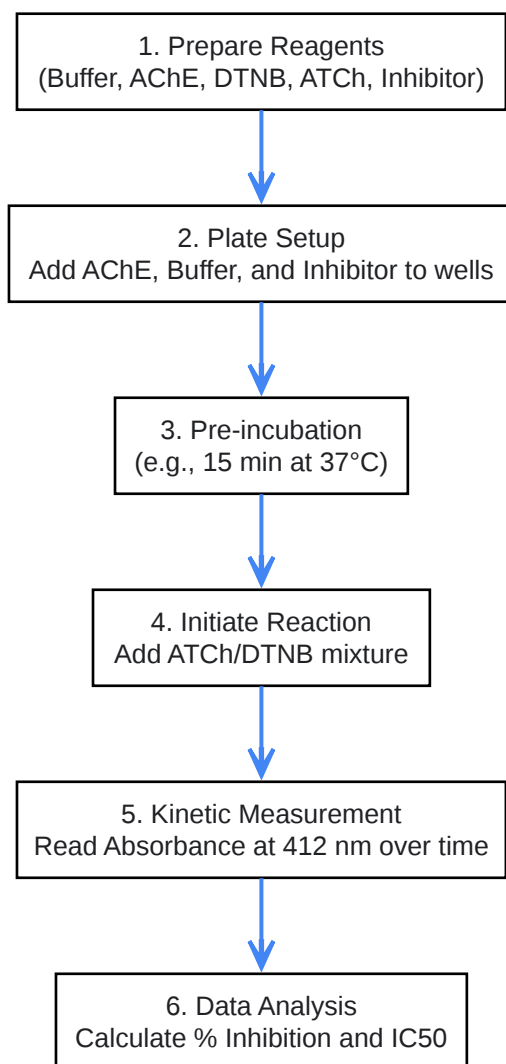 1. Prepare Reagents
(Buffer, AChE, DTNB, ATCh, Inhibitor)
2. Plate Setup
Add AChE, Buffer, and Inhibitor to wells
3. Pre-incubation
(e.g., 15 min at 37°C)
4. Initiate Reaction
Add ATCh/DTNB mixture
5. Kinetic Measurement
Read Absorbance at 412 nm over time
6. Data Analysis
Calculate % Inhibition and IC50